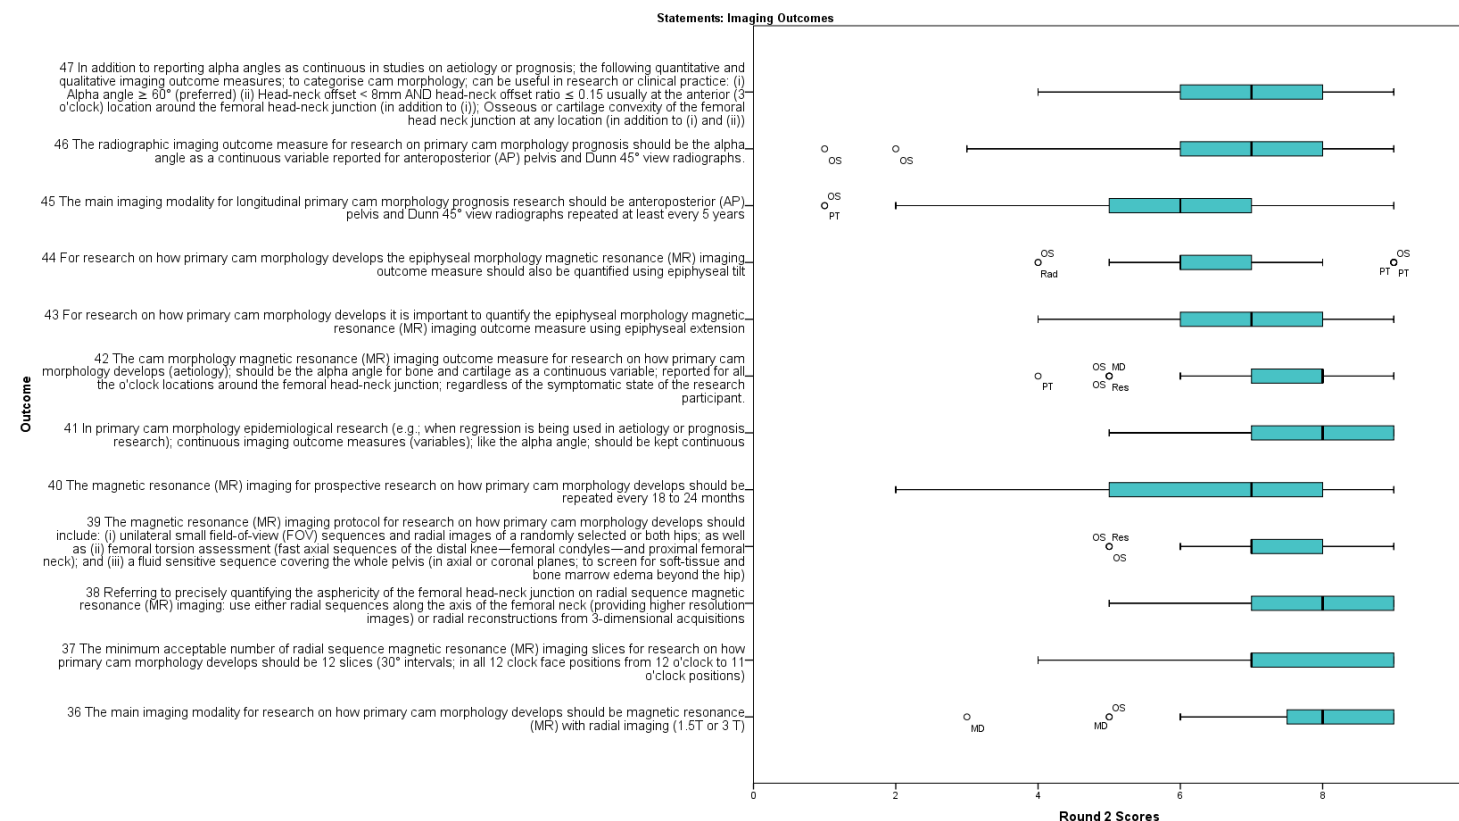 Statements: Imaging Outcomes
47 In addition to reporting alpha angles as continuous in studies on aetiology or prognosis; the following quantitative and
qualitative imaging outcome measures; to categorise cam morphology; can be useful in research or clinical practice: (i)
Alpha angle ≥ 60° (preferred) (ii) Head-neck offset < 8mm AND head-neck offset ratio ≤ 0.15 usually at the anterior (3
o'clock) location around the femoral head-neck junction (in addition to (i)); Osseous or cartilage convexity of the femoral
head neck junction at any location (in addition to (i) and (ii))
46 The radiographic imaging outcome measure for research on primary cam morphology prognosis should be the alpha
angle as a continuous variable reported for anteroposterior (AP) pelvis and Dunn 45° view radiographs.
OS
OS
45 The main imaging modality for longitudinal primary cam morphology prognosis research should be anteroposterior (AP)
pelvis and Dunn 45° view radiographs repeated at least every 5 years
OS
PT
44 For research on how primary cam morphology develops the epiphyseal morphology magnetic resonance (MR) imaging
outcome measure should also be quantified using epiphyseal tilt
OS
Rad
OS
PT PT
43 For research on how primary cam morphology develops it is important to quantify the epiphyseal morphology magnetic
resonance (MR) imaging outcome measure using epiphyseal extension
42 The cam morphology magnetic resonance (MR) imaging outcome measure for research on how primary cam
morphology develops (aetiology); should be the alpha angle for bone and cartilage as a continuous variable; reported for all
the o'clock locations around the femoral head-neck junction; regardless of the symptomatic state of the research
participant.
PT
OS MD
OS Res
41 In primary cam morphology epidemiological research (e.g.; when regression is being used in aetiology or prognosis
research); continuous imaging outcome measures (variables); like the alpha angle; should be kept continuous
40 The magnetic resonance (MR) imaging for prospective research on how primary cam morphology develops should be
repeated every 18 to 24 months
39 The magnetic resonance (MR) imaging protocol for research on how primary cam morphology develops should
include: (i) unilateral small field-of-view (FOV) sequences and radial images of a randomly selected or both hips; as well
as (ii) femoral torsion assessment (fast axial sequences of the distal knee—femoral condyles—and proximal femoral
neck); and (iii) a fluid sensitive sequence covering the whole pelvis (in axial or coronal planes; to screen for soft-tissue and
bone marrow edema beyond the hip)
OS Res
OS
38 Referring to precisely quantifying the asphericity of the femoral head-neck junction on radial sequence magnetic
resonance (MR) imaging: use either radial sequences along the axis of the femoral neck (providing higher resolution
images) or radial reconstructions from 3-dimensional acquisitions
37 The minimum acceptable number of radial sequence magnetic resonance (MR) imaging slices for research on how
primary cam morphology develops should be 12 slices (30° intervals; in all 12 clock face positions from 12 o'clock to 11
o'clock positions)
36 The main imaging modality for research on how primary cam morphology develops should be magnetic resonance
(MR) with radial imaging (1.5T or 3 T)
MD
OS
MD
Outcome
0 2 4 6 8
Round 2 Scores